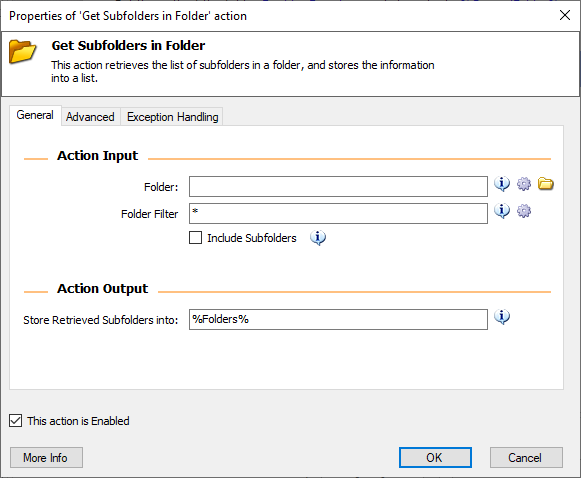 Properties of 'Get Subfolders in Folder' action
Get Subfolders in Folder
This action retrieves the list of subfolders in a folder, and stores the information
into a list.
General Advanced Exception Handling
Action Input
Folder:
Folder Filter *
Include Subfolders
Action Output
Store Retrieved Subfolders into: %Folders%
This action is Enabled
More Info OK Cancel